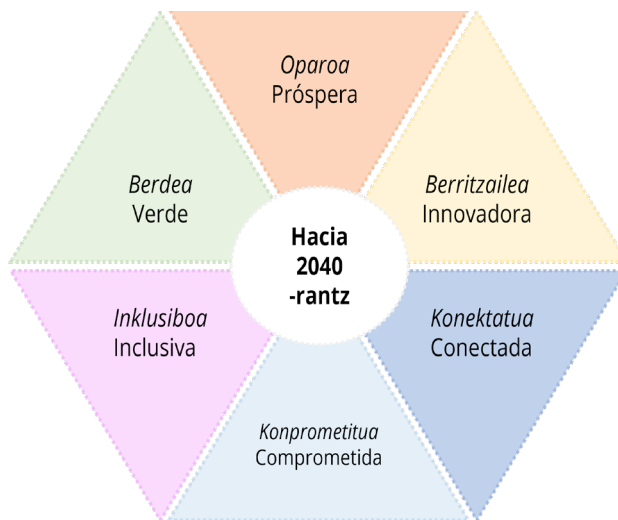 Oparoa
Próspera
Berdea
Verde
Berritzailea
Innovadora
Hacia
2040
-rantz
Inklusiboa
Inclusiva
Konektatua
Conectada
Konprometitua
Comprometida